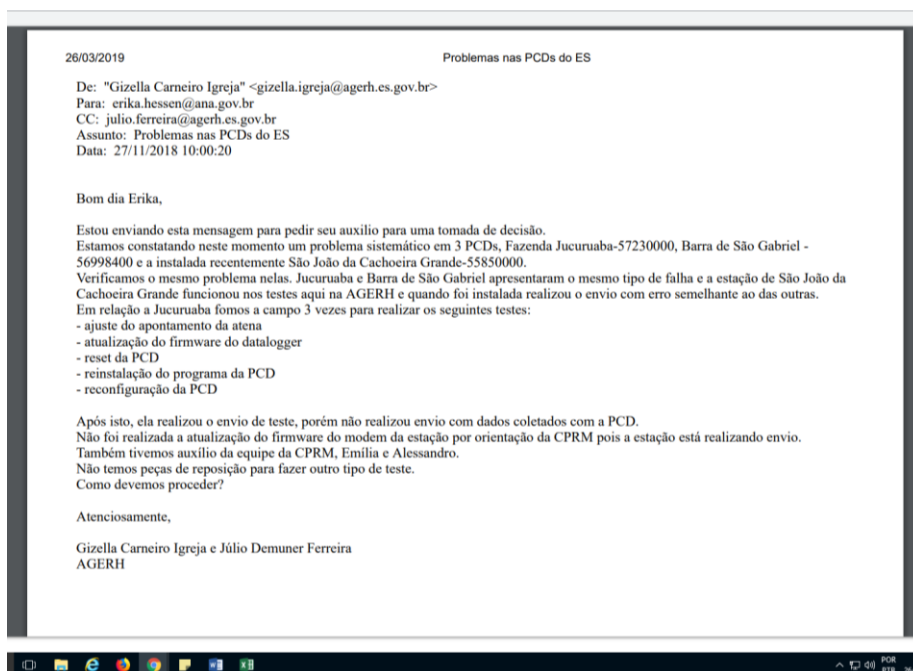 26/03/2019 Problemas nas PCDs do ES
De: "Gizella Carneiro Igreja" <gizella.igreja@agerh.es.gov.br>
Para: erika.hessen@ana.gov.br
CC: julio.ferreira@agerh.es.gov.br
Assunto: Problemas nas PCDs do ES
Data: 27/11/2018 10:00:20
Bom dia Erika,
Estou enviando esta mensagem para pedir seu auxilio para uma tomada de decisão.
Estamos constatando neste momento um problema sistemático em 3 PCDs, Fazenda Jucuruaba-57230000, Barra de São Gabriel -
56998400 e a instalada recentemente São João da Cachoeira Grande-55850000.
Verificamos o mesmo problema nelas. Jucuruaba e Barra de São Gabriel apresentaram o mesmo tipo de falha e a estação de São João da
Cachoeira Grande funcionou nos testes aqui na AGERH e quando foi instalada realizou o envio com erro semelhante ao das outras.
Em relação a Jucuruaba fomos a campo 3 vezes para realizar os seguintes testes:
- ajuste do apontamento da atena
- atualização do firmware do datalogger
- reset da PCD
- reinstalação do programa da PCD
- reconfiguração da PCD
Após isto, ela realizou o envio de teste, porém não realizou envio com dados coletados com a PCD.
Não foi realizada a atualização do firmware do modem da estação por orientação da CPRM pois a estação está realizando envio.
Também tivemos auxílio da equipe da CPRM, Emília e Alessandro.
Não temos peças de reposição para fazer outro tipo de teste.
Como devemos proceder?
Atenciosamente,
Gizella Carneiro Igreja e Júlio Demuner Ferreira
AGERH
POR